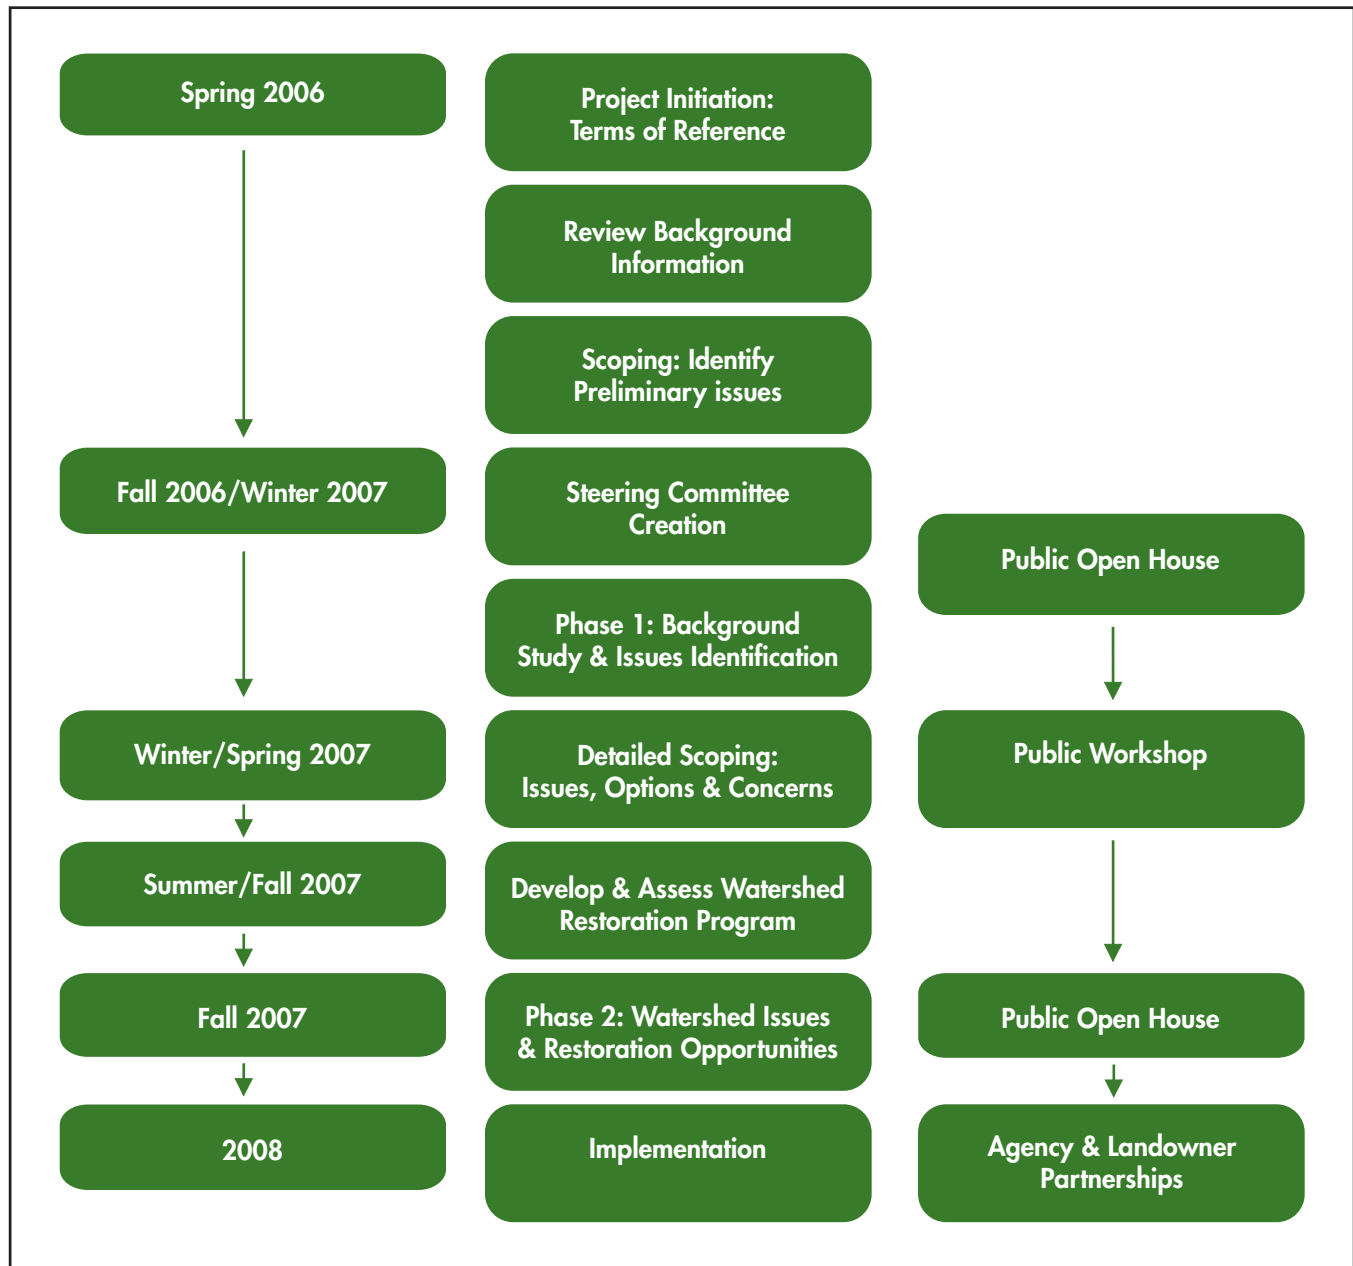 Spring 2006
Project Initiation:
Terms of Reference
Review Background
Information
Scoping: Identify
Preliminary issues
Fall 2006/Winter 2007
Steering Committee
Creation
Public Open House
Phase 1: Background
Study & Issues Identification
Winter/Spring 2007
Detailed Scoping:
Issues, Options & Concerns
Public Workshop
Summer/Fall 2007
Develop & Assess Watershed
Restoration Program
Fall 2007
Phase 2: Watershed Issues
& Restoration Opportunities
Public Open House
2008
Implementation
Agency & Landowner
Partnerships